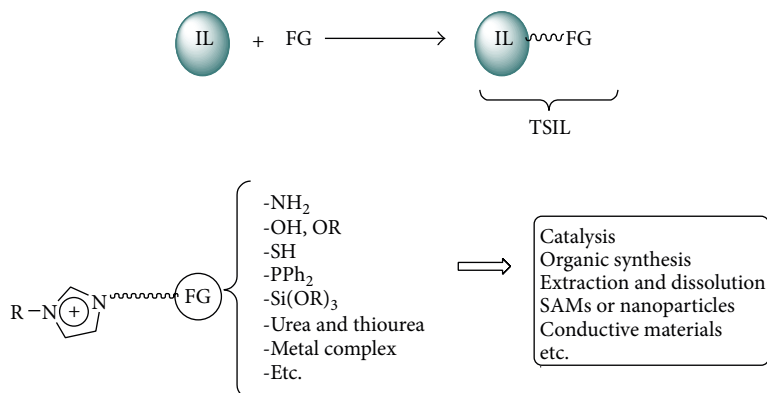 IL + FG IL FG
TSIL
-NH₂
-OH, OR
-SH
-PPh₂
-Si(OR)₃
-Urea and thiourea
-Metal complex
-Etc.
R N + N FG
Catalysis
Organic synthesis
Extraction and dissolution
SAMs or nanoparticles
Conductive materials
etc.